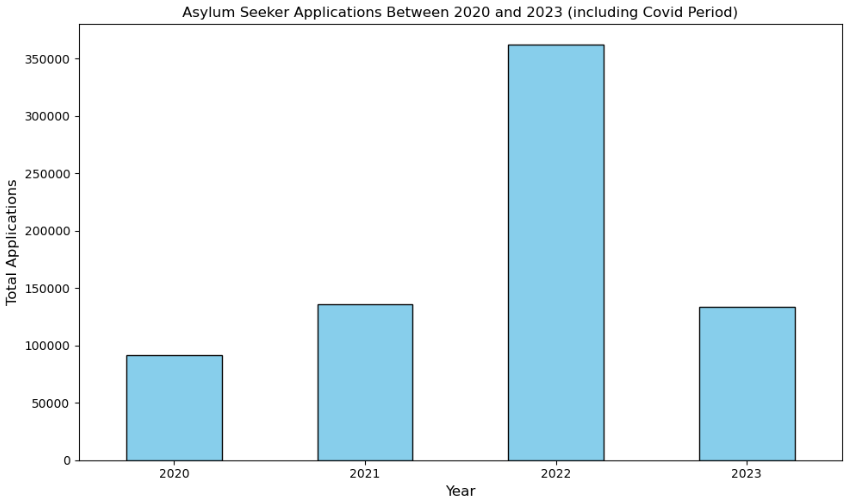 Asylum Seeker Applications Between 2020 and 2023 (including Covid Period)
Total Applications
350000
300000
250000
200000
150000
100000
50000
0
2020 2021 2022 2023
Year